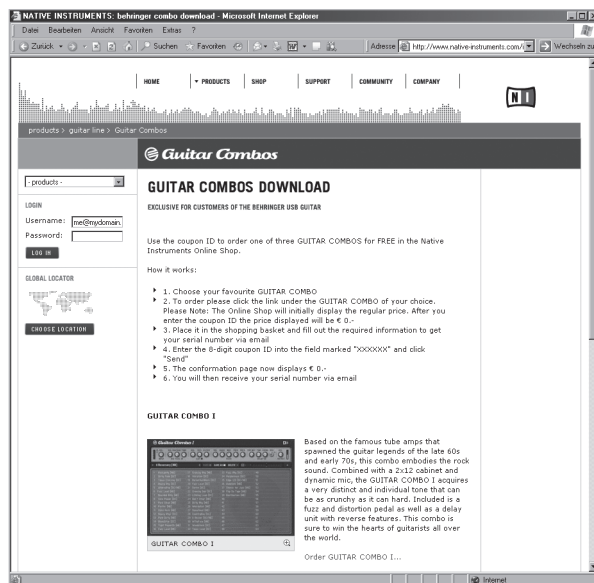 NATIVE INSTRUMENTS: behringer combo download - Microsoft Internet Explorer
Datei Bearbeiten Ansicht Favoriten Extras ?
Zurück Suchen Favoriten Adresse http://www.native-instruments.com/ Wechseln zu
HOME PRODUCTS SHOP SUPPORT COMMUNITY COMPANY
NI
products > guitar line > Guitar Combos
Guitar Combos
- products -
LOGIN
Username: me@mydomain.
Password:
LOG IN
GLOBAL LOCATOR
CHOOSE LOCATION
GUITAR COMBOS DOWNLOAD
EXCLUSIVE FOR CUSTOMERS OF THE BEHRINGER USB GUITAR
Use the coupon ID to order one of three GUITAR COMBOS for FREE in the Native
Instruments Online Shop.
How it works:
1. Choose your favourite GUITAR COMBO
2. To order please click the link under the GUITAR COMBO of your choice.
Please Note: The Online Shop will initially display the regular price. After you
enter the coupon ID the price displayed will be € 0.-
3. Place it in the shopping basket and fill out the required information to get
your serial number via email
4. Enter the 8-digit coupon ID into the field marked "XXXXXX" and click
"Send"
5. The conformation page now displays € 0.-
6. You will then receive your serial number via email
GUITAR COMBO I
Guitar Combos I
GUITAR COMBO I
Based on the famous tube amps that
spawned the guitar legends of the late 60s
and early 70s, this combo embodies the rock
sound. Combined with a 2x12 cabinet and
dynamic mic, the GUITAR COMBO I acquires
a very distinct and individual tone that can
be as crunchy as it can hard. Included is a
fuzz and distortion pedal as well as a delay
unit with reverse features. This combo is
sure to win the hearts of guitarists all over
the world.
Order GUITAR COMBO I...
Internet